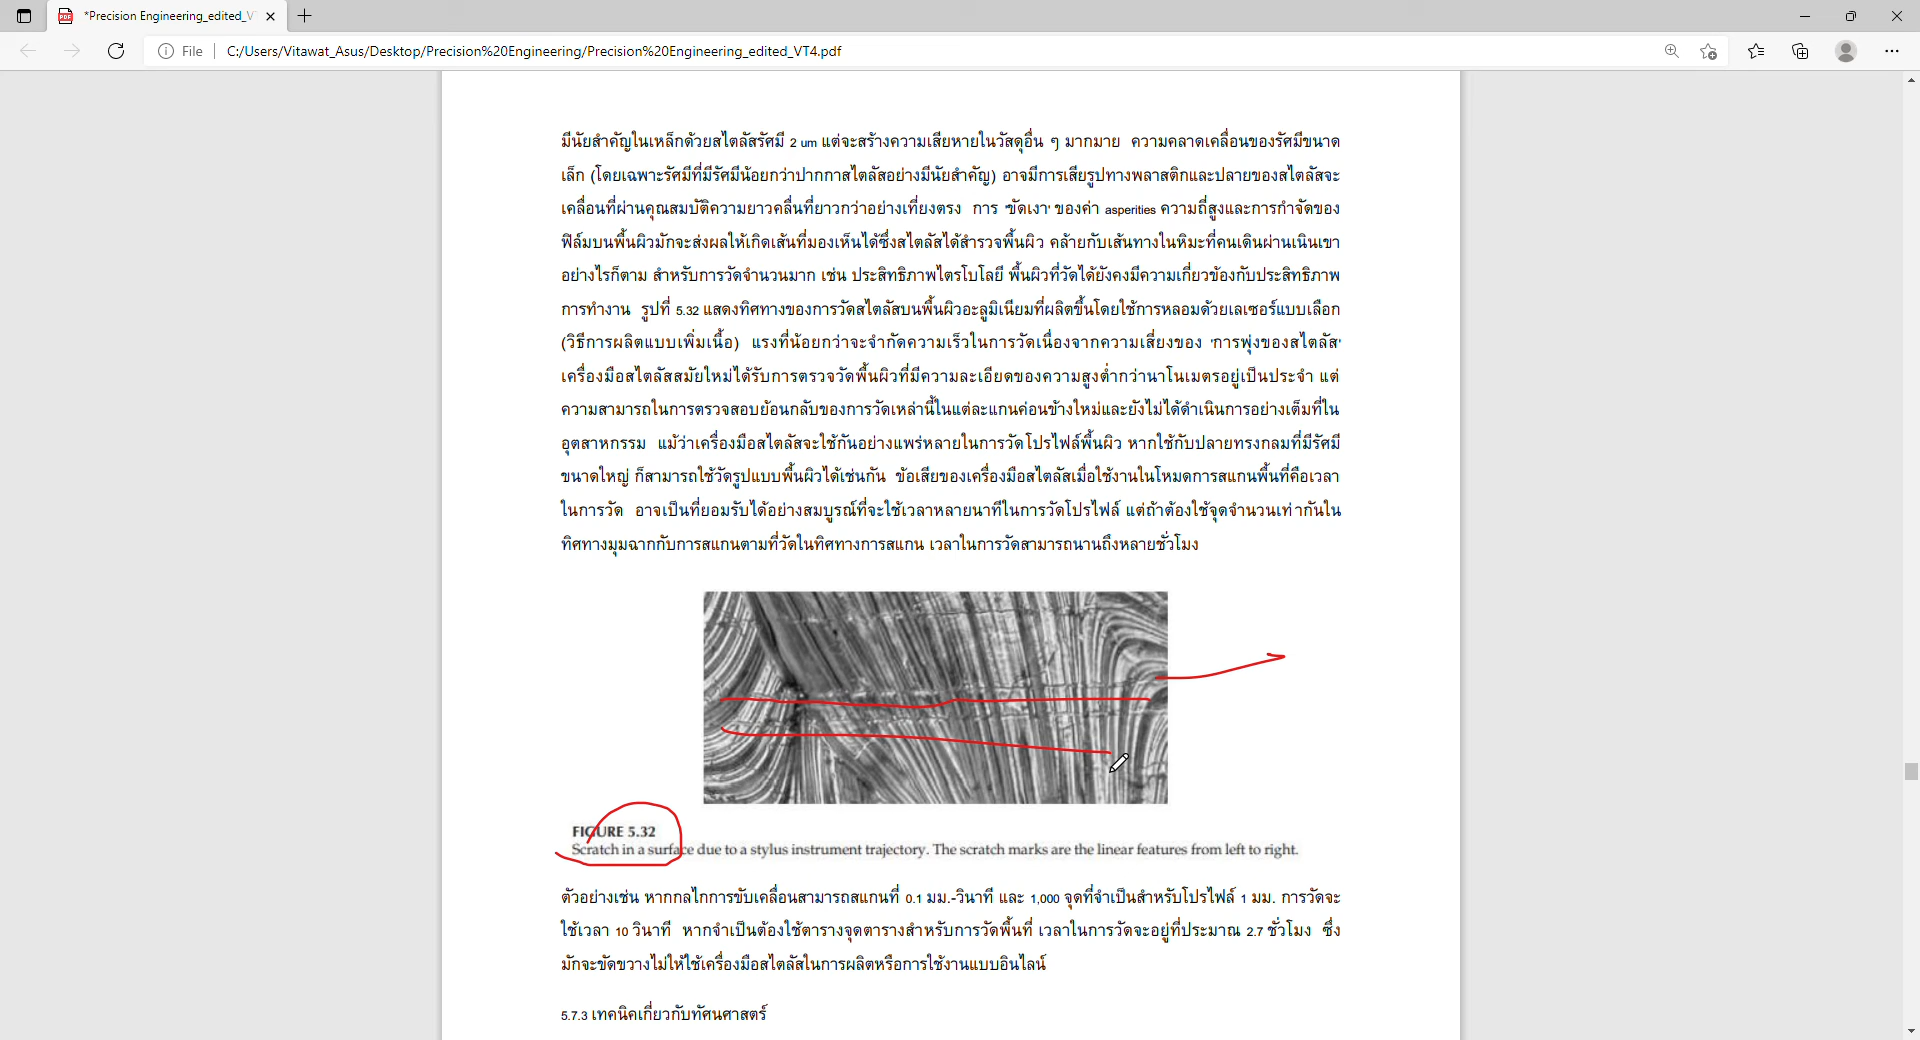 *Precision Engineering_edited_V
File
C:/Users/Vitawat_Asus/Desktop/Precision%20Engineering/Precision%20Engineering_edited_VT4.pdf
มีนัยสำคัญในเหล็กด้วยสไตลัสรัศมี 2 um แต่จะสร้างความเสียหายในวัสดุอื่น ๆ มากมาย ความคลาดเคลื่อนของรัศมีขนาด
เล็ก (โดยเฉพาะรัศมีที่มีรัศมีน้อยกว่าปากกาสไตลัสอย่างมีนัยสำคัญ) อาจมีการเสียรูปทางพลาสติกและปลายของสไตลัสจะ
เคลื่อนที่ผ่านคุณสมบัติความยาวคลื่นที่ยาวกว่าอย่างเที่ยงตรง การ 'ขัดเงา' ของค่า asperities ความถี่สูงและการกำจัดของ
ฟิล์มบนพื้นผิวมักจะส่งผลให้เกิดเส้นที่มองเห็นได้ซึ่งสไตลัสได้สำรวจพื้นผิว คล้ายกับเส้นทางในหิมะที่คนเดินผ่านเนินเขา
อย่างไรก็ตาม สำหรับการวัดจำนวนมาก เช่น ประสิทธิภาพไตรโบโลยี พื้นผิวที่วัดได้ยังคงมีความเกี่ยวข้องกับประสิทธิภาพ
การทำงาน รูปที่ 5.32 แสดงทิศทางของการวัดสไตลัสบนพื้นผิวอะลูมิเนียมที่ผลิตขึ้นโดยใช้การหลอมด้วยเลเซอร์แบบเลือก
(วิธีการผลิตแบบเพิ่มเนื้อ) แรงที่น้อยกว่าจะจำกัดความเร็วในการวัดเนื่องจากความเสี่ยงของ 'การพุ่งของสไตลัส'
เครื่องมือสไตลัสสมัยใหม่ได้รับการตรวจวัดพื้นผิวที่มีความละเอียดของความสูงต่ำกว่านาโนเมตรอยู่เป็นประจำ แต่
ความสามารถในการตรวจสอบย้อนกลับของการวัดเหล่านี้ในแต่ละแกนค่อนข้างใหม่และยังไม่ได้ดำเนินการอย่างเต็มที่ใน
อุตสาหกรรม แม้ว่าเครื่องมือสไตลัสจะใช้กันอย่างแพร่หลายในการวัดโปรไฟล์พื้นผิว หากใช้กับปลายทรงกลมที่มีรัศมี
ขนาดใหญ่ ก็สามารถใช้วัดรูปแบบพื้นผิวได้เช่นกัน ข้อเสียของเครื่องมือสไตลัสเมื่อใช้งานในโหมดการสแกนพื้นที่คือเวลา
ในการวัด อาจเป็นที่ยอมรับได้อย่างสมบูรณ์ที่จะใช้เวลาหลายนาทีในการวัดโปรไฟล์ แต่ถ้าต้องใช้จุดจำนวนเท่ากันใน
ทิศทางมุมฉากกับการสแกนตามที่วัดในทิศทางการสแกน เวลาในการวัดสามารถนานถึงหลายชั่วโมง
FIGURE 5.32
Scratch in a surface due to a stylus instrument trajectory. The scratch marks are the linear features from left to right.
ตัวอย่างเช่น หากกลไกการขับเคลื่อนสามารถสแกนที่ 0.1 มม.-วินาที และ 1,000 จุดที่จำเป็นสำหรับโปรไฟล์ 1 มม. การวัดจะ
ใช้เวลา 10 วินาที หากจำเป็นต้องใช้ตารางจุดตารางสำหรับการวัดพื้นที่ เวลาในการวัดจะอยู่ที่ประมาณ 2.7 ชั่วโมง ซึ่ง
มักจะขัดขวางไม่ให้ใช้เครื่องมือสไตลัสในการผลิตหรือการใช้งานแบบอินไลน์
5.7.3 เทคนิคเกี่ยวกับทัศนศาสตร์